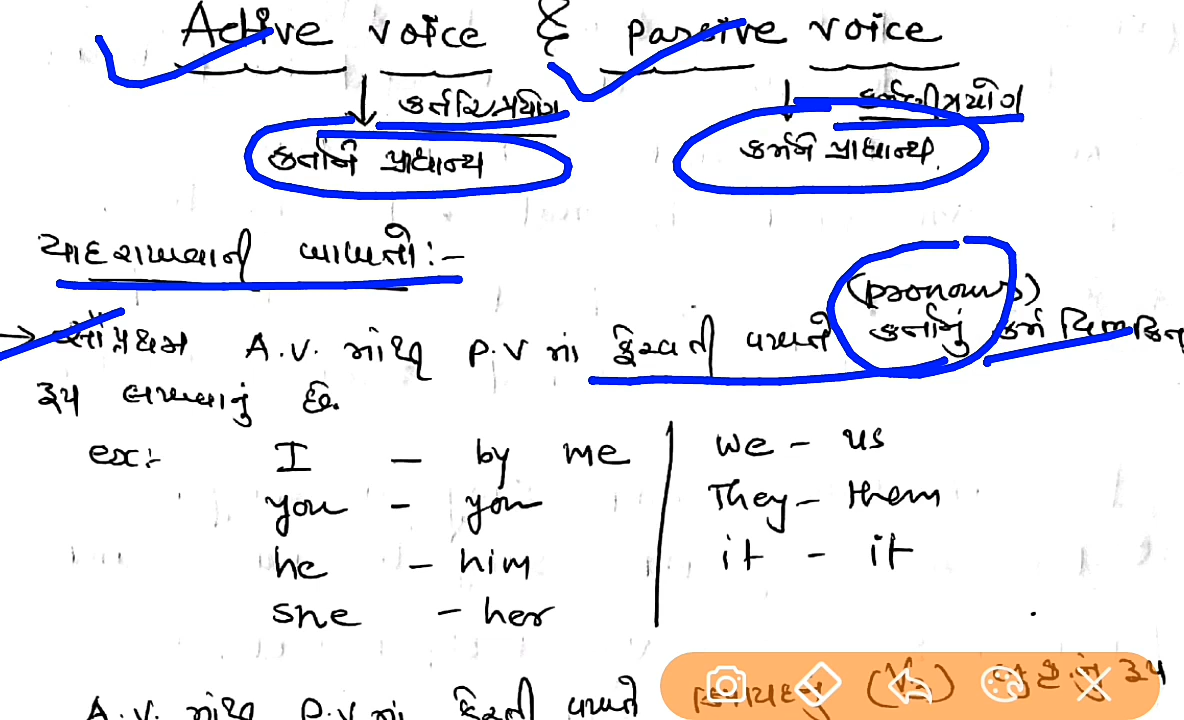 Active voice & passive voice
કર્તરિપ્રયોગ કર્મણીપ્રયોગ
કર્તાને પ્રાધાન્ય કર્મને પ્રાધાન્ય.
યાદ રાખવાની બાબતો:-
(pronouns)
→ સૌપ્રથમ A.V. માંથી P.V માં ફેરવતી વખતે કર્તાનું કર્મ વિભક્તિનુ
રૂપ લખવાનું છે.
ex:- I - by me we - us
you - you They - them
he - him it - it
she - her
A.V. માંથી P.V માં ફેરવતી વખતે રૂપ